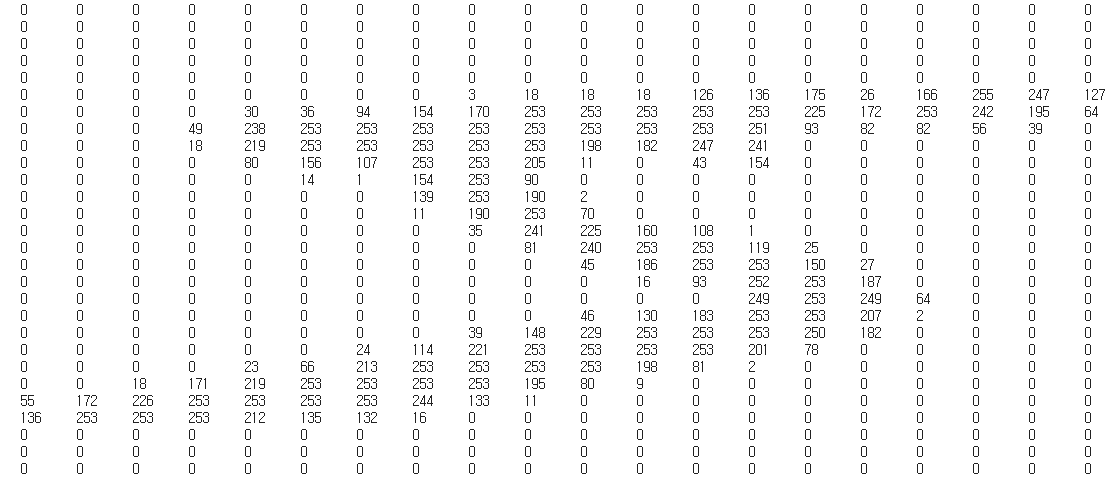 0 0 0 0 0 0 0 0 0 0 0 0 0 0 0 0 0 0 0 0
0 0 0 0 0 0 0 0 0 0 0 0 0 0 0 0 0 0 0 0
0 0 0 0 0 0 0 0 0 0 0 0 0 0 0 0 0 0 0 0
0 0 0 0 0 0 0 0 0 0 0 0 0 0 0 0 0 0 0 0
0 0 0 0 0 0 0 0 0 0 0 0 0 0 0 0 0 0 0 0
0 0 0 0 0 0 0 0 3 18 18 18 126 136 175 26 166 255 247 127
0 0 0 0 30 36 94 154 170 253 253 253 253 253 225 172 253 242 195 64
0 0 0 49 238 253 253 253 253 253 253 253 253 251 93 82 82 56 39 0
0 0 0 18 219 253 253 253 253 253 198 182 247 241 0 0 0 0 0 0
0 0 0 0 80 156 107 253 253 205 11 0 43 154 0 0 0 0 0 0
0 0 0 0 0 14 1 154 253 90 0 0 0 0 0 0 0 0 0 0
0 0 0 0 0 0 0 139 253 190 2 0 0 0 0 0 0 0 0 0
0 0 0 0 0 0 0 11 190 253 70 0 0 0 0 0 0 0 0 0
0 0 0 0 0 0 0 0 35 241 225 160 108 1 0 0 0 0 0 0
0 0 0 0 0 0 0 0 0 81 240 253 253 119 25 0 0 0 0 0
0 0 0 0 0 0 0 0 0 0 45 186 253 253 150 27 0 0 0 0
0 0 0 0 0 0 0 0 0 0 0 16 93 252 253 187 0 0 0 0
0 0 0 0 0 0 0 0 0 0 0 0 0 249 253 249 64 0 0 0
0 0 0 0 0 0 0 0 0 0 46 130 183 253 253 207 2 0 0 0
0 0 0 0 0 0 0 0 39 148 229 253 253 253 250 182 0 0 0 0
0 0 0 0 0 0 24 114 221 253 253 253 253 201 78 0 0 0 0 0
0 0 0 0 23 66 213 253 253 253 253 198 81 2 0 0 0 0 0 0
0 0 18 171 219 253 253 253 253 195 80 9 0 0 0 0 0 0 0 0
55 172 226 253 253 253 253 244 133 11 0 0 0 0 0 0 0 0 0 0
136 253 253 253 212 135 132 16 0 0 0 0 0 0 0 0 0 0 0 0
0 0 0 0 0 0 0 0 0 0 0 0 0 0 0 0 0 0 0 0
0 0 0 0 0 0 0 0 0 0 0 0 0 0 0 0 0 0 0 0
0 0 0 0 0 0 0 0 0 0 0 0 0 0 0 0 0 0 0 0